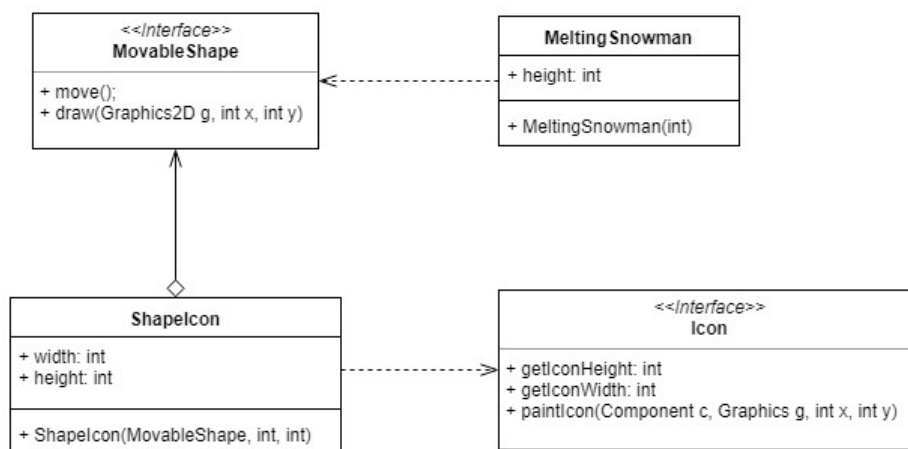 <<Interface>>
MovableShape
+ move();
+ draw(Graphics2D g, int x, int y)
MeltingSnowman
+ height: int
+ MeltingSnowman(int)
ShapeIcon
+ width: int
+ height: int
+ ShapeIcon(MovableShape, int, int)
<<Interface>>
Icon
+ getIconHeight: int
+ getIconWidth: int
+ paintIcon(Component c, Graphics g, int x, int y)